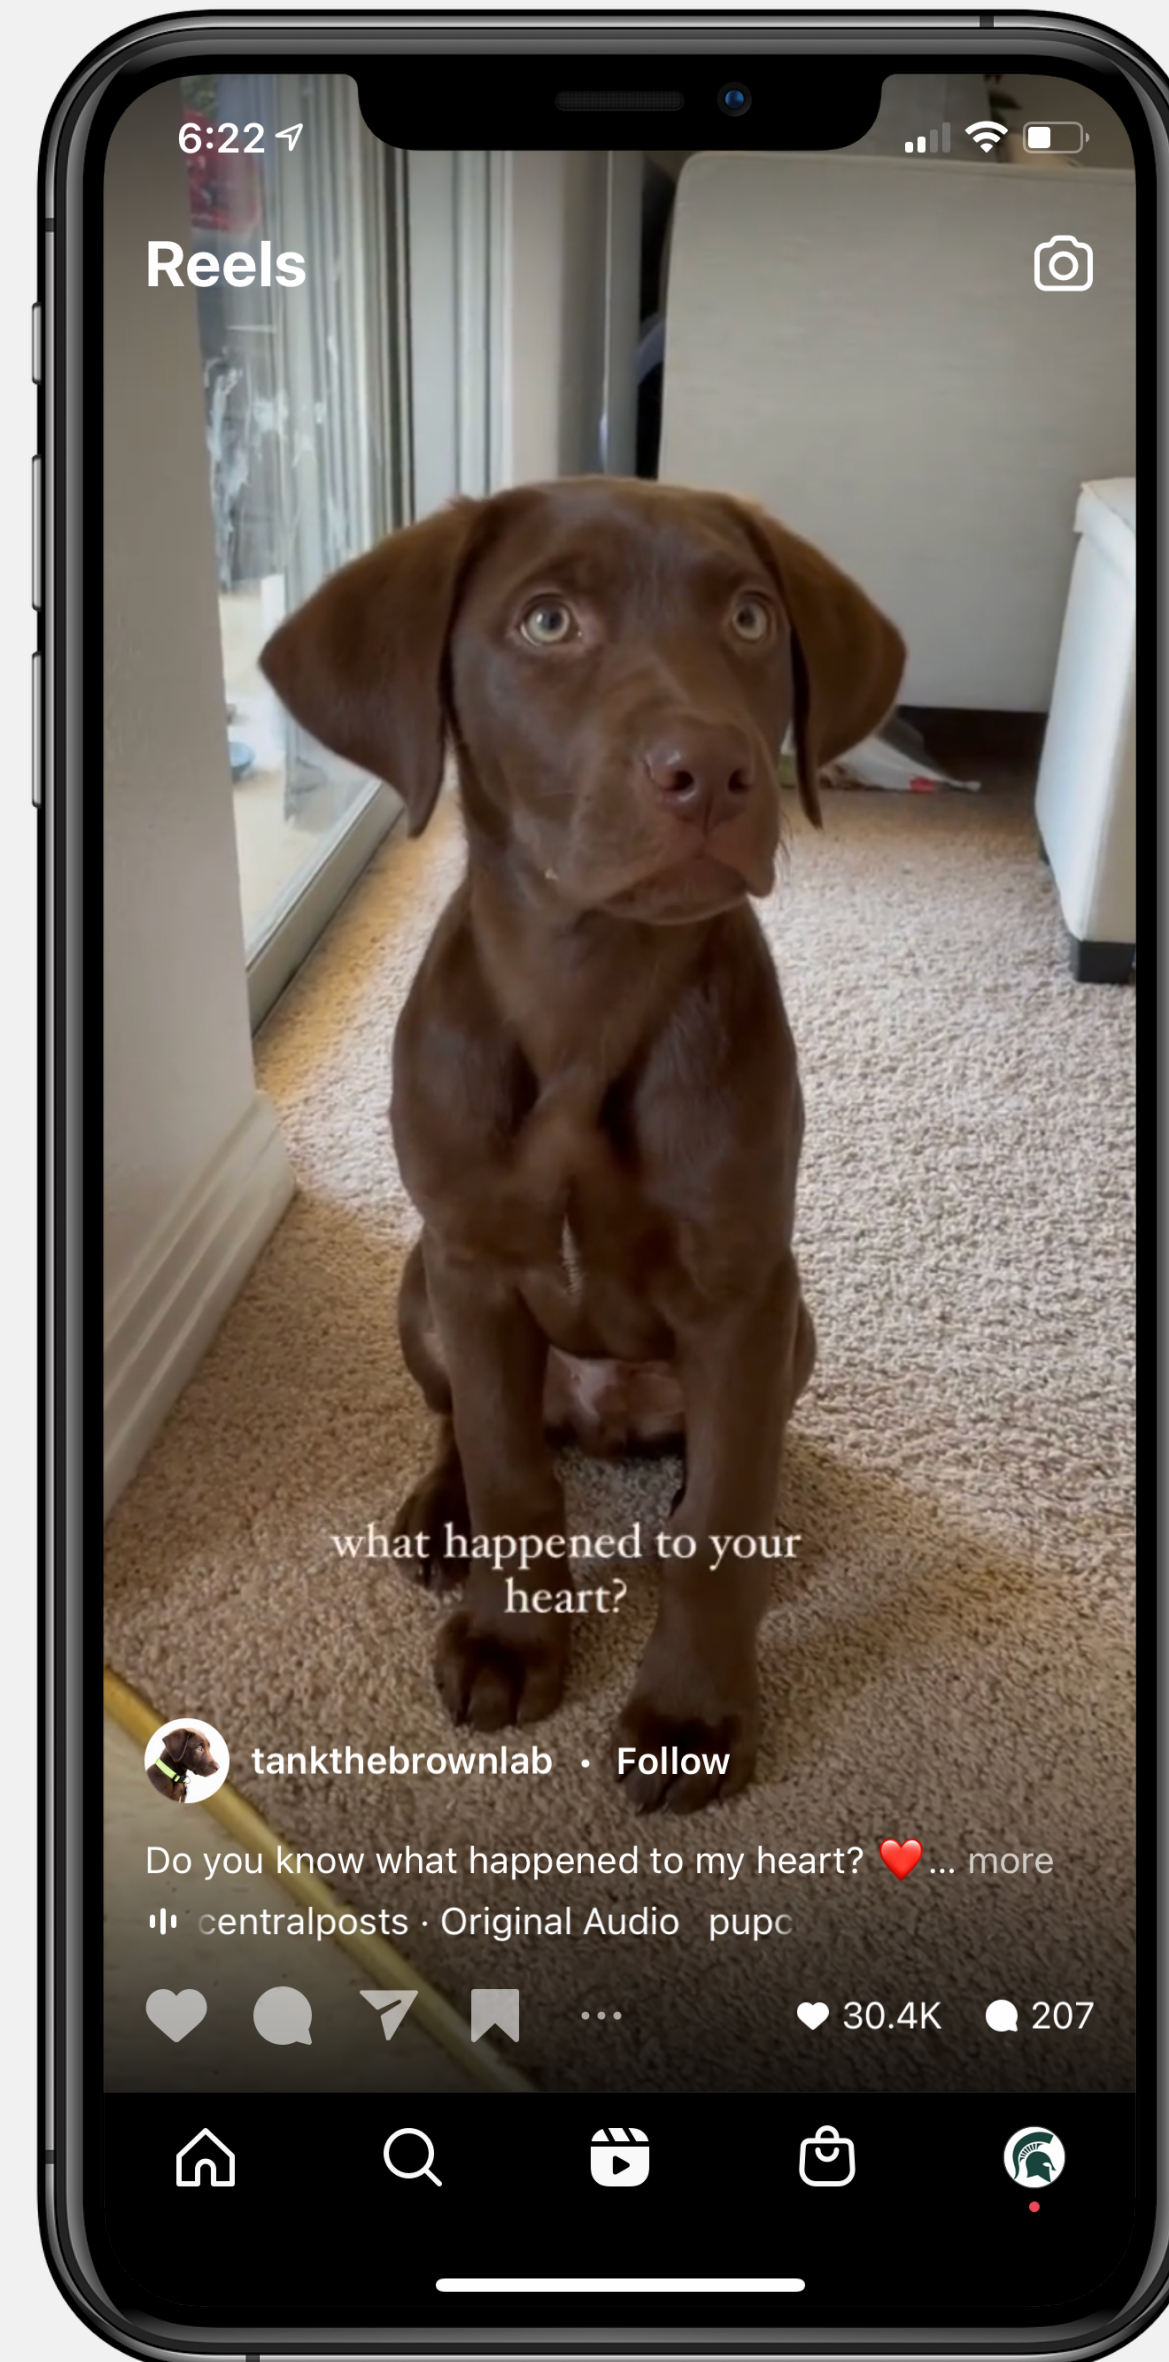 6:22
Reels
what happened to your
heart?
tankthebrownlab • Follow
Do you know what happened to my heart? ❤️... more
centralposts · Original Audio pupc
30.4K 207